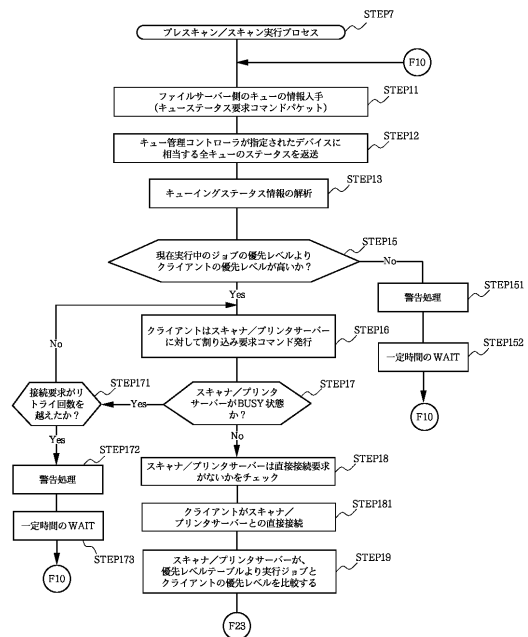 STEP7
プレスキャン／スキャン実行プロセス
F10
STEP11
ファイルサーバー側のキューの情報入手
（キューステータス要求コマンドパケット）
STEP12
キュー管理コントローラが指定されたデバイスに
相当する全キューのステータスを返送
STEP13
キューイングステータス情報の解析
STEP15
現在実行中のジョブの優先レベルより
クライアントの優先レベルが高いか？
No
Yes
STEP151
警告処理
STEP152
一定時間のWAIT
F10
STEP16
クライアントはスキャナ／プリンタサーバー
に対して割り込み要求コマンド発行
No
STEP171
接続要求がリ
トライ回数を
越えたか？
Yes
STEP17
スキャナ／プリンタ
サーバーがBUSY状態
か？
Yes
No
STEP172
警告処理
一定時間のWAIT
STEP173
F10
STEP18
スキャナ／プリンタサーバーは直接接続要求
がないかをチェック
STEP181
クライアントがスキャナ／
プリンタサーバーとの直接接続
STEP19
スキャナ／プリンタサーバーが、
優先レベルテーブルより実行ジョブと
クライアントの優先レベルを比較する
F23